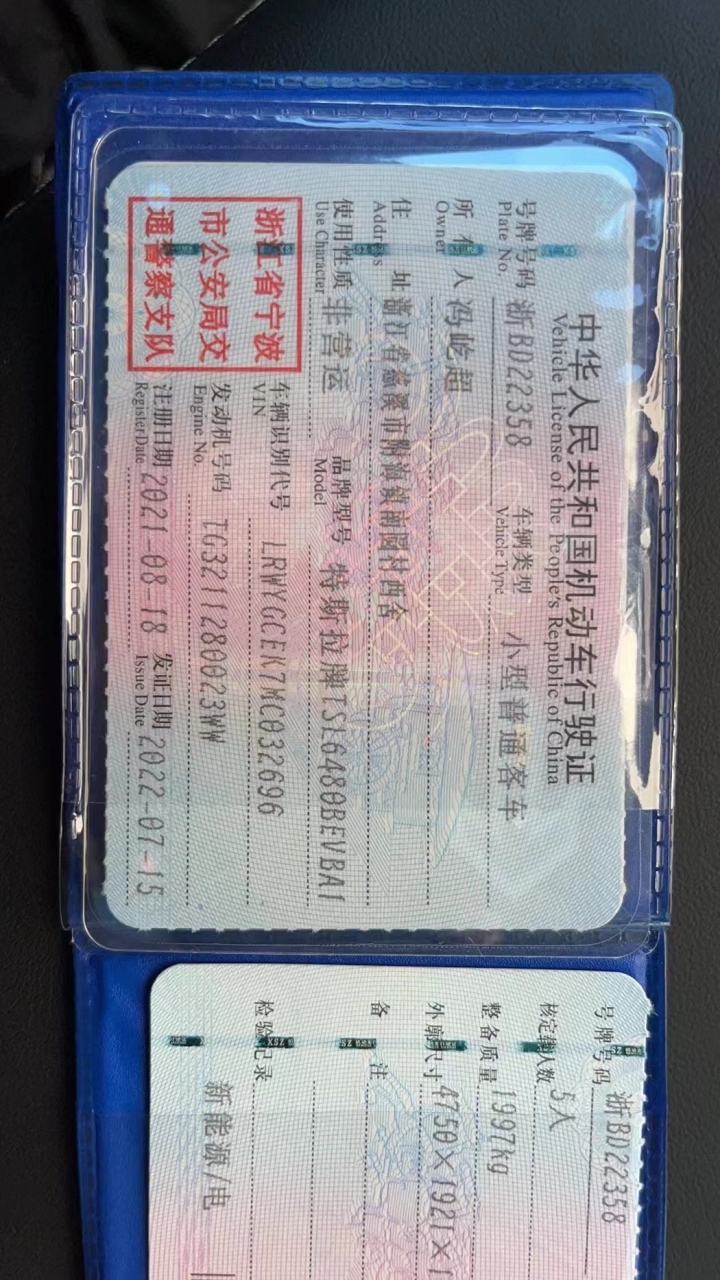 中华人民共和国机动车行驶证
Vehicle License of the People's Republic of China
号牌号码 浙BD22358 车辆类型 小型普通客车
Plate No. Vehicle Type
所有人 冯屹超
Owner
住址 浙江省慈溪市附海镇南圆村西舍
Address
使用性质 非营运 品牌型号 特斯拉牌TSL6480BEVBA1
Use Character Model
浙江省宁波
市公安局交
通警察支队
车辆识别代号 LRWYGCEK7MC032696
VIN
发动机号码 TG3211280023WW
Engine No.
注册日期 2021-08-18 发证日期 2022-07-15
Register Date Issue Date
号牌号码 浙BD22358
核定载人数 5人
整备质量 1997kg
外廓尺寸 4750×1921×1
备注
检验记录
新能源/电